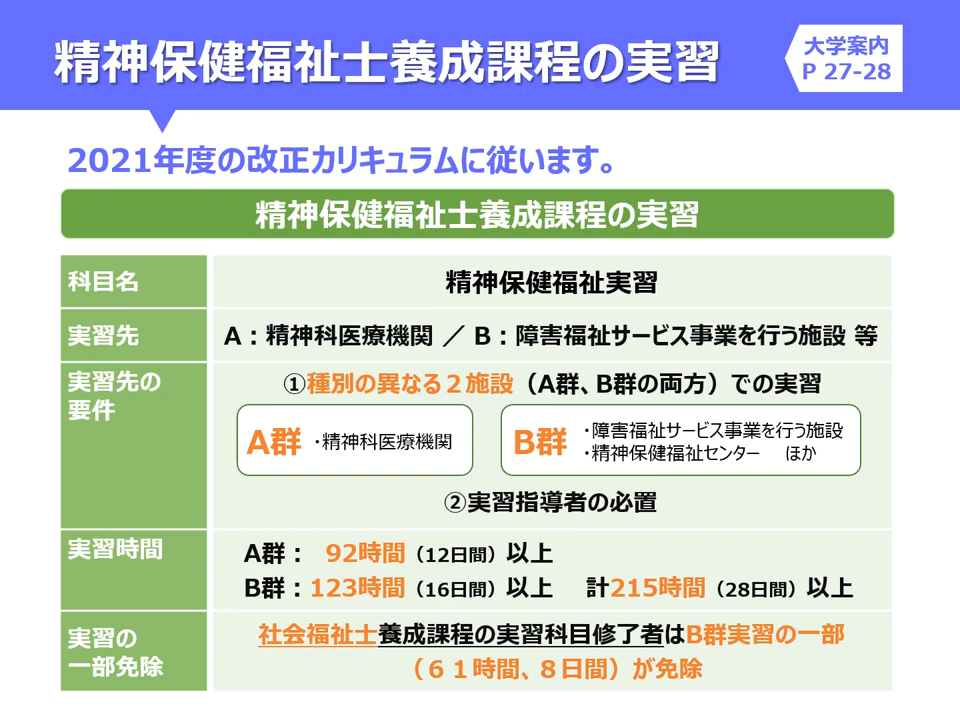 精神保健福祉士養成課程の実習
大学案内
P 27-28
2021年度の改正カリキュラムに従います。
精神保健福祉士養成課程の実習
科目名
精神保健福祉実習
実習先
A：精神科医療機関 ／ B：障害福祉サービス事業を行う施設 等
実習先の
要件
①種別の異なる２施設（A群、B群の両方）での実習
A群 ・精神科医療機関
B群
・障害福祉サービス事業を行う施設
・精神保健福祉センター ほか
②実習指導者の必置
実習時間
A群： 92時間（12日間）以上
B群：123時間（16日間）以上 計215時間（28日間）以上
実習の
一部免除
社会福祉士養成課程の実習科目修了者はB群実習の一部
（６１時間、８日間）が免除